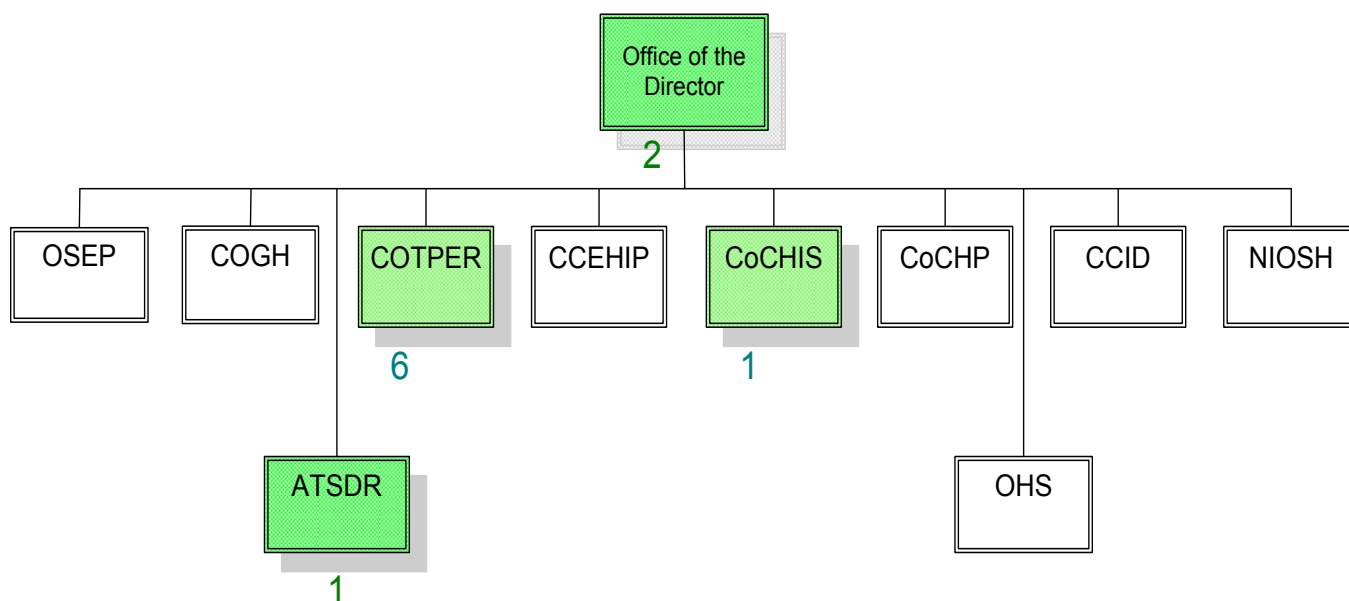 Office of the
Director
2
OSEP
COGH
COTPER
CCEHIP
CoCHIS
CoCHP
CCID
NIOSH
6
1
ATSDR
OHS
1